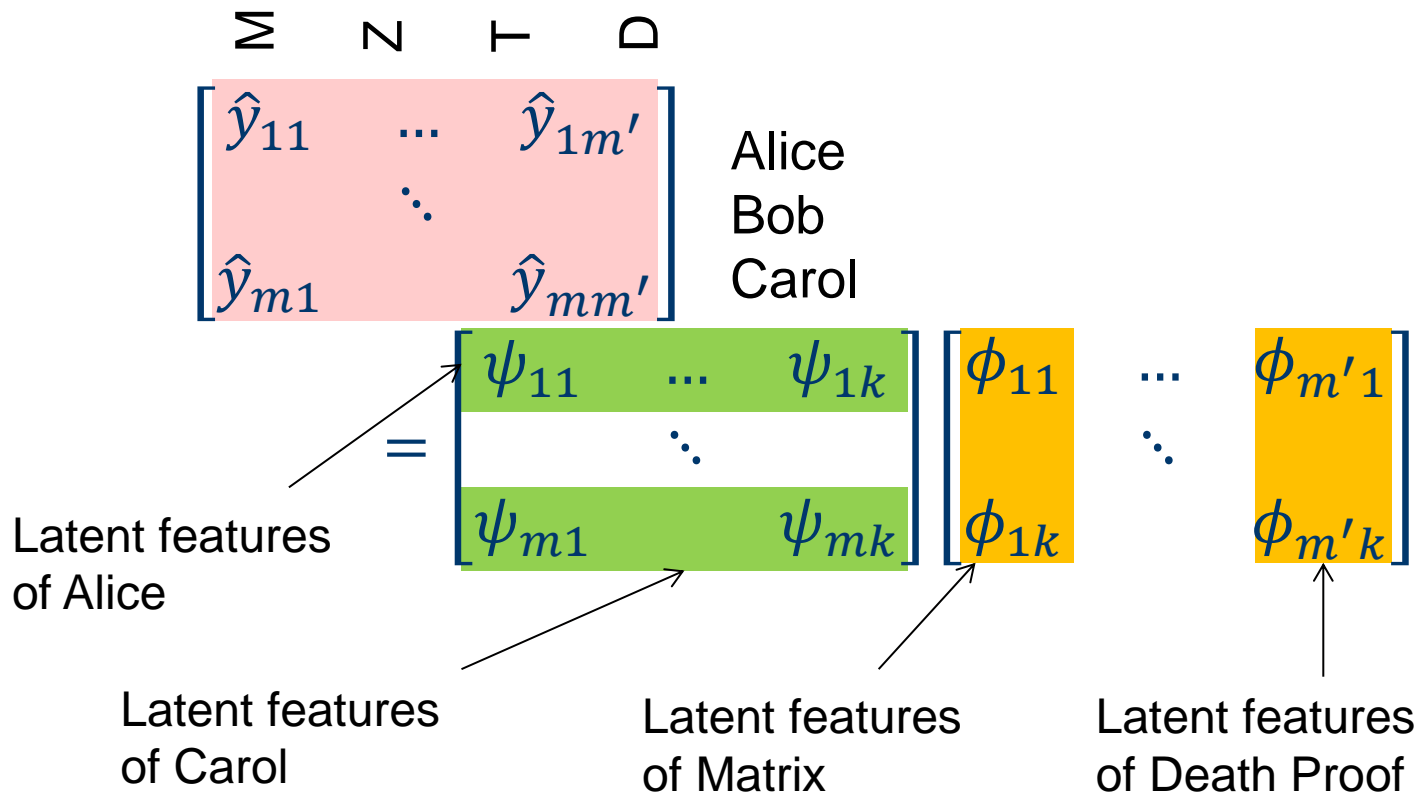 M Z T D
ŷ₁₁ ... ŷ₁ₘ′
⋱
ŷₘ₁ ŷₘₘ′
Alice
Bob
Carol
= ψ₁₁ ... ψ₁ₖ ϕ₁₁ ... ϕₘ′₁
⋱ ⋱
ψₘ₁ ψₘₖ ϕ₁ₖ ϕₘ′ₖ
Latent features
of Alice
Latent features
of Carol
Latent features
of Matrix
Latent features
of Death Proof